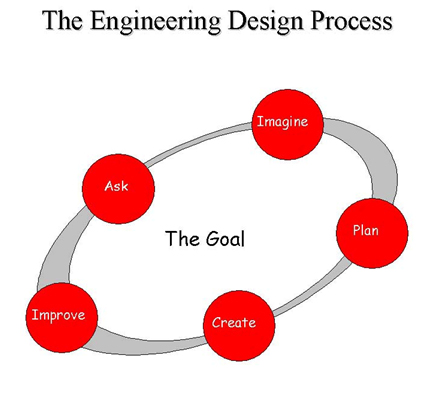 The Engineering Design Process
Imagine
Ask
Plan
The Goal
Improve
Create